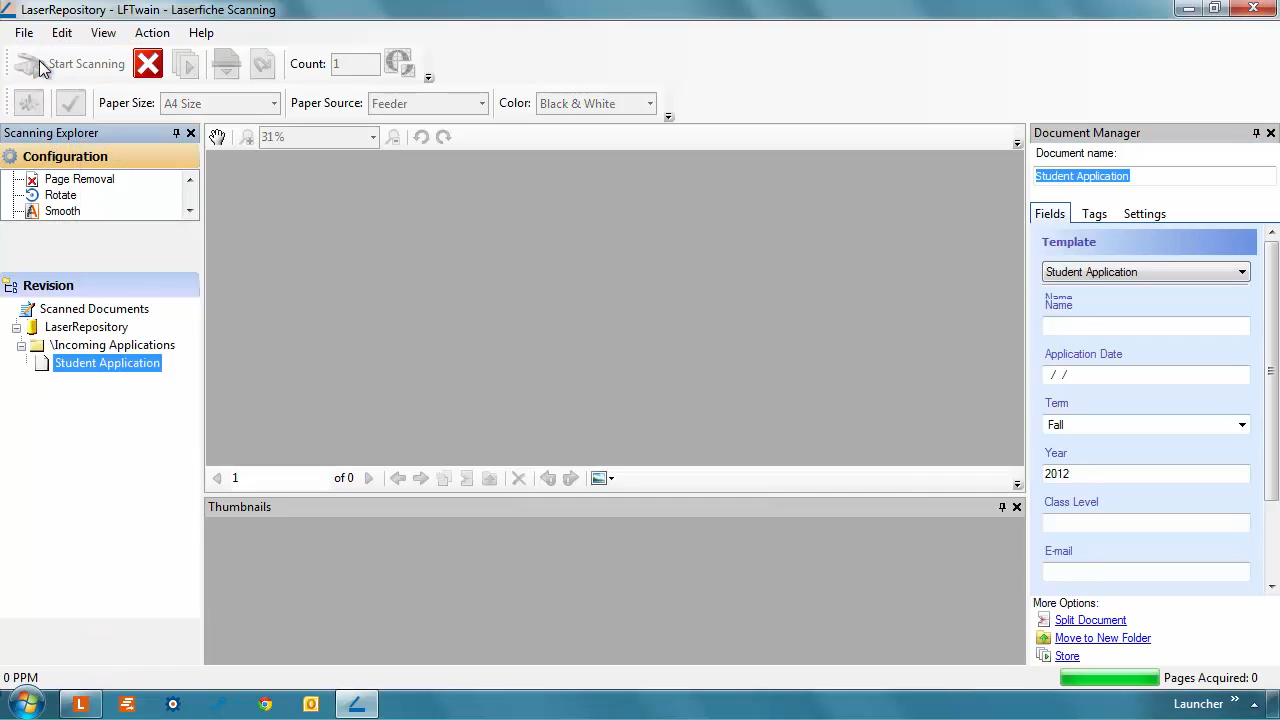 LaserRepository - LFTwain - Laserfiche Scanning
File Edit View Action Help
Start Scanning Count: 1
Paper Size: A4 Size Paper Source: Feeder Color: Black & White
Scanning Explorer
Configuration
Page Removal
Rotate
Smooth
Revision
Scanned Documents
LaserRepository
\Incoming Applications
Student Application
31%
1 of 0
Thumbnails
Document Manager
Document name:
Student Application
Fields Tags Settings
Template
Student Application
Name
Name
Application Date
/ /
Term
Fall
Year
2012
Class Level
E-mail
More Options:
Split Document
Move to New Folder
Store
0 PPM
Pages Acquired: 0
Launcher